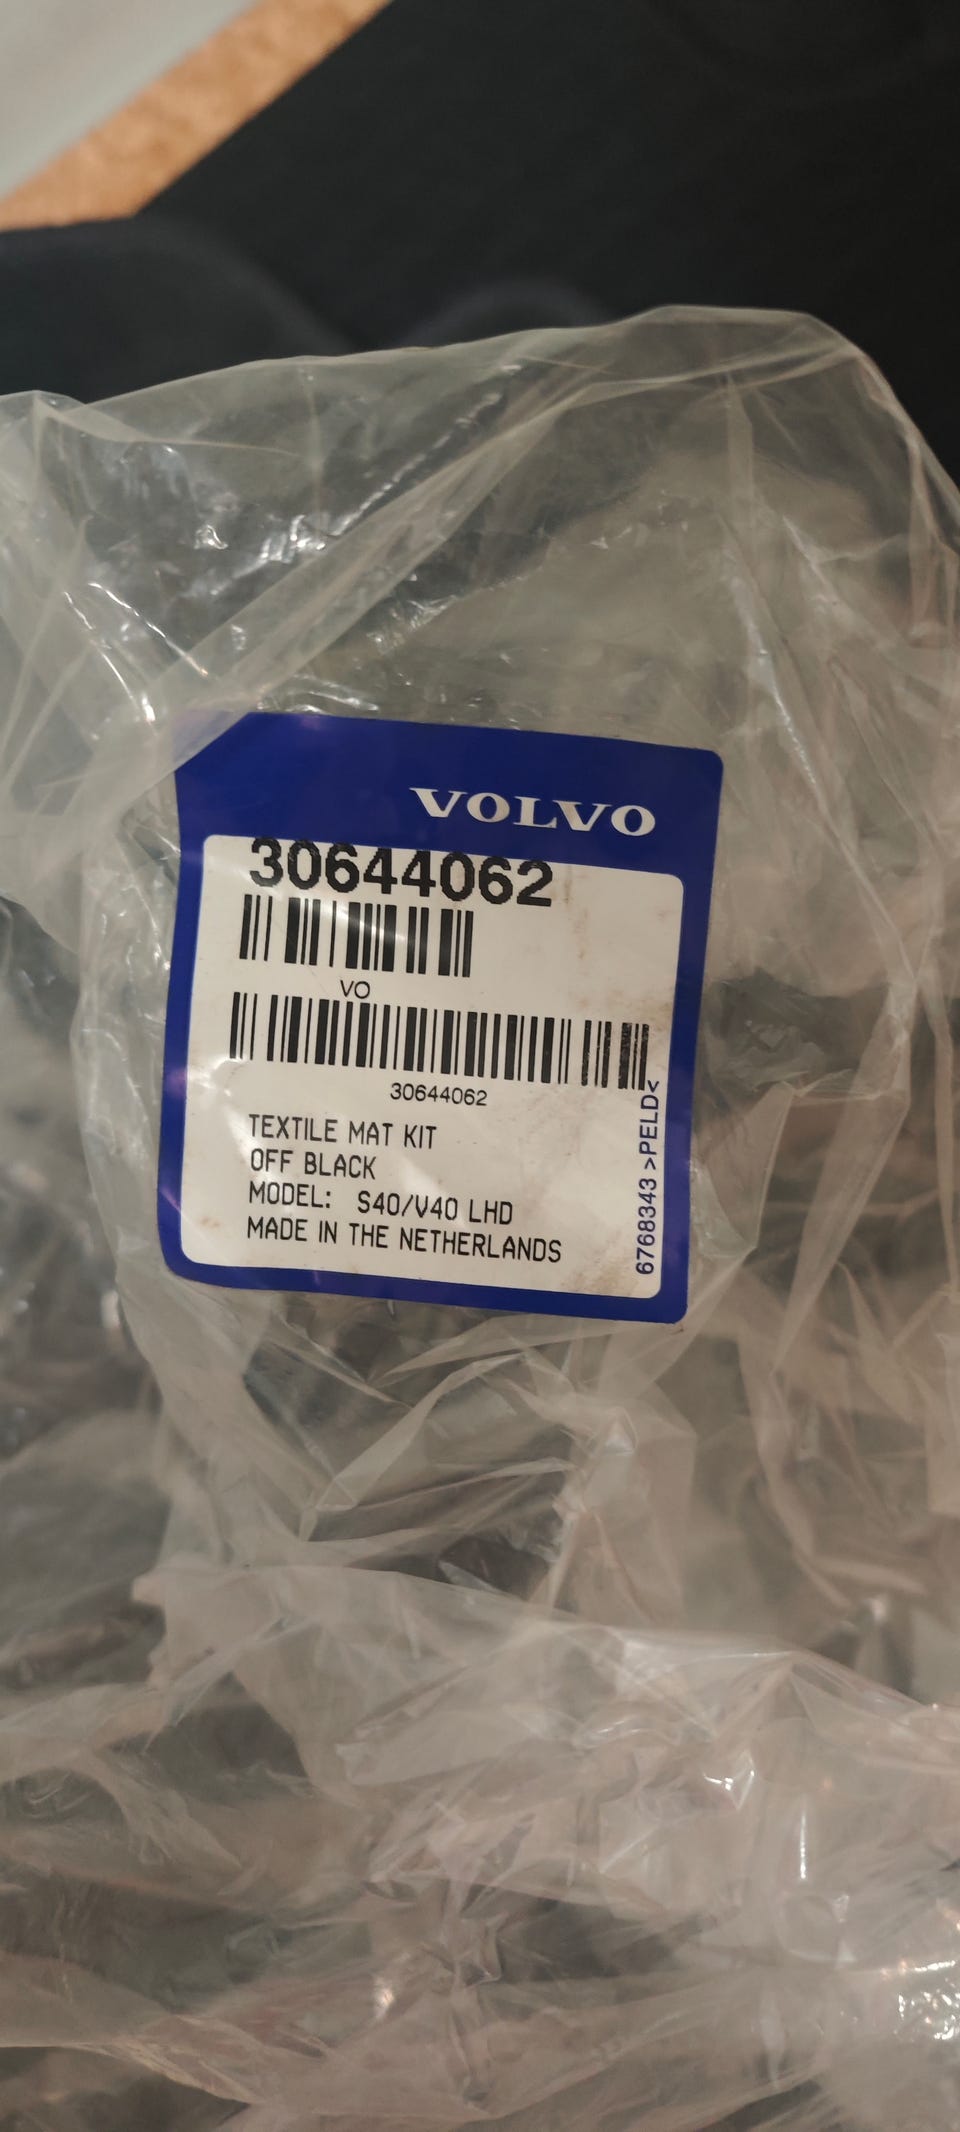 VOLVO
30644062
VO
30644062
TEXTILE MAT KIT
OFF BLACK
MODEL: S40/V40 LHD
MADE IN THE NETHERLANDS
6768343 >PELD<